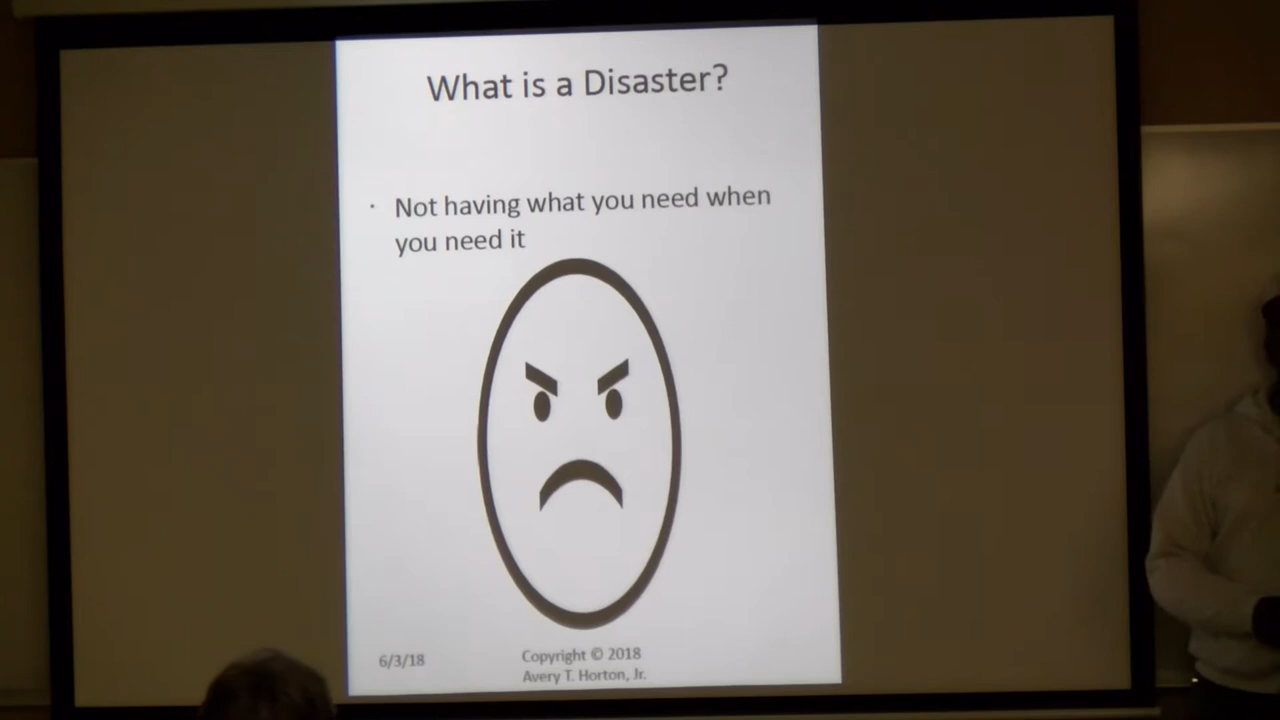 What is a Disaster?
· Not having what you need when
you need it
6/3/18
Copyright © 2018
Avery T. Horton, Jr.